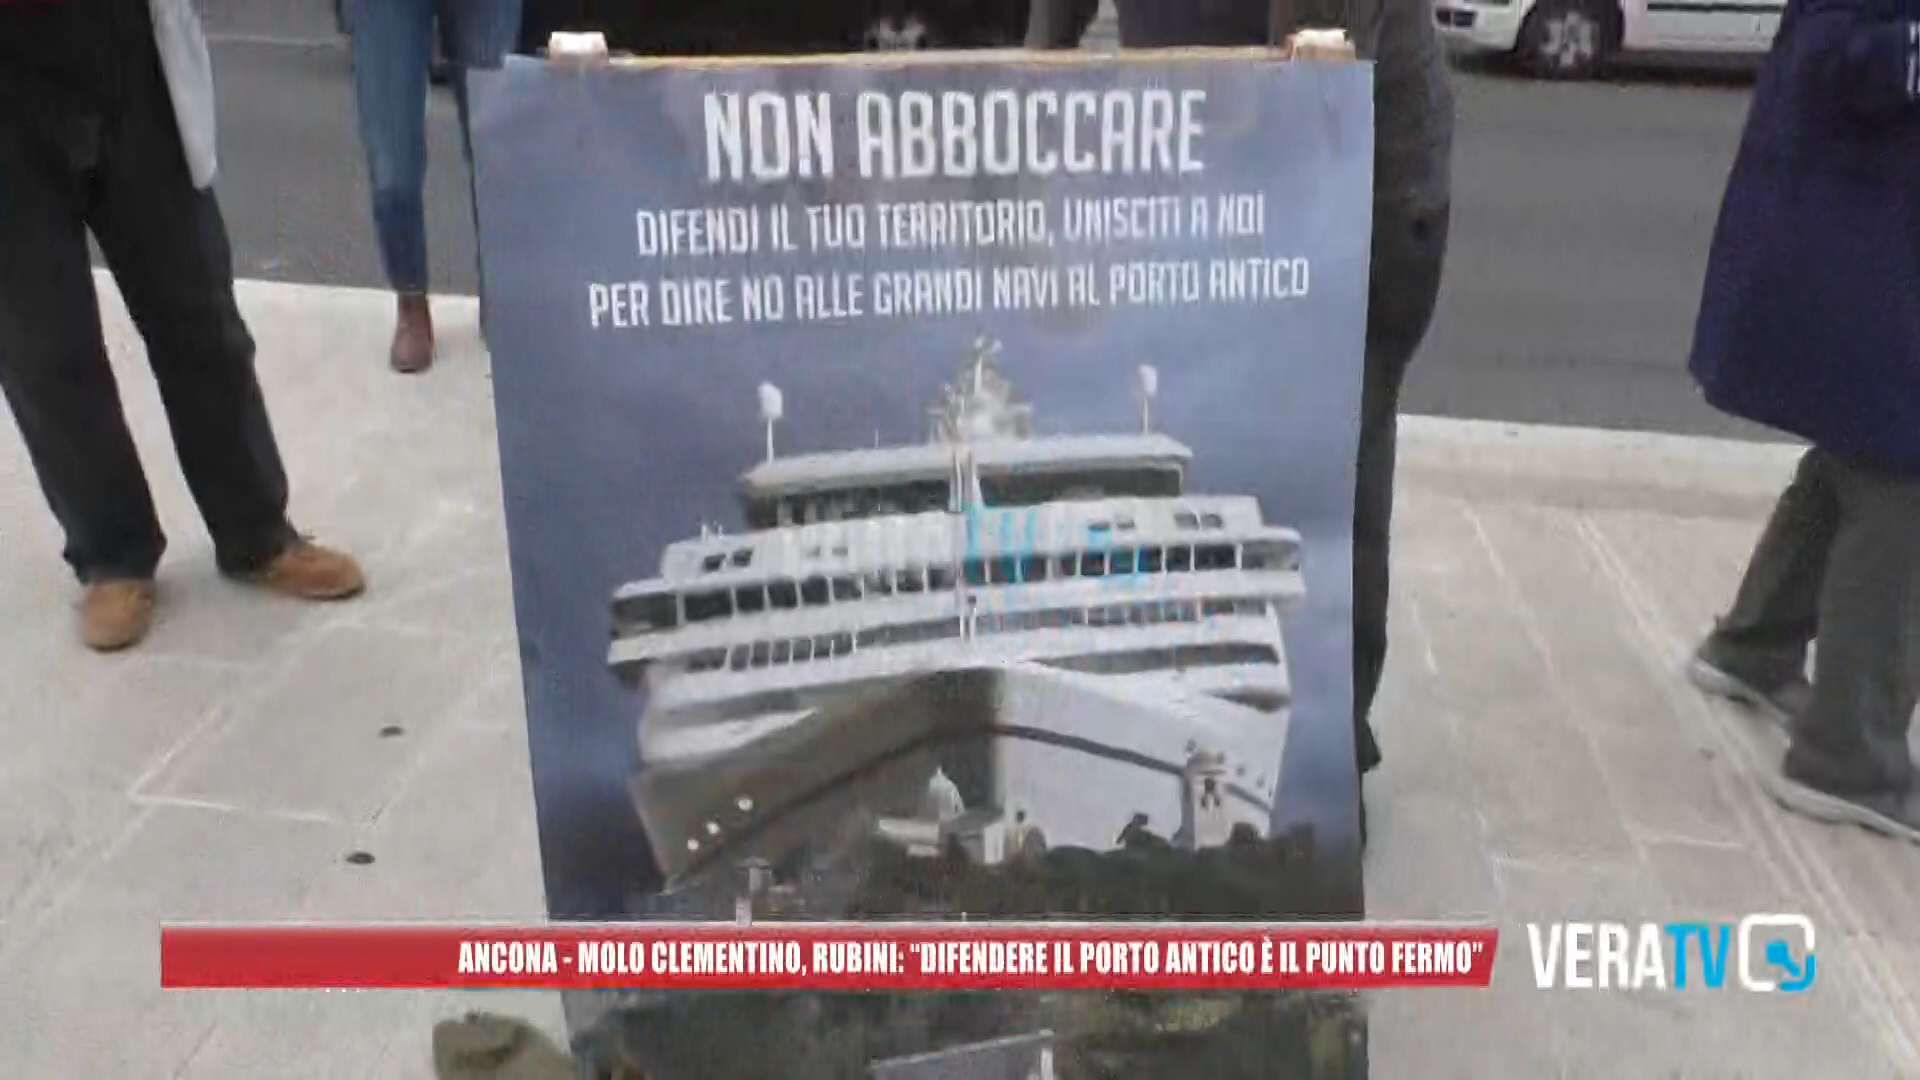 NON ABBOCCARE
DIFENDI IL TUO TERRITORIO, UNISCITI A NOI
PER DIRE NO ALLE GRANDI NAVI AL PORTO ANTICO
ANCONA - MOLO CLEMENTINO, RUBINI: “DIFENDERE IL PORTO ANTICO È IL PUNTO FERMO”
VERATV